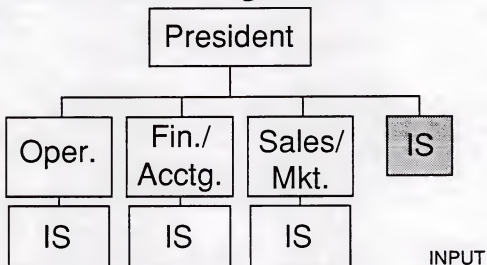 President
Oper.
Fin./
Acctg.
Sales/
Mkt.
IS
IS
IS
IS
INPUT